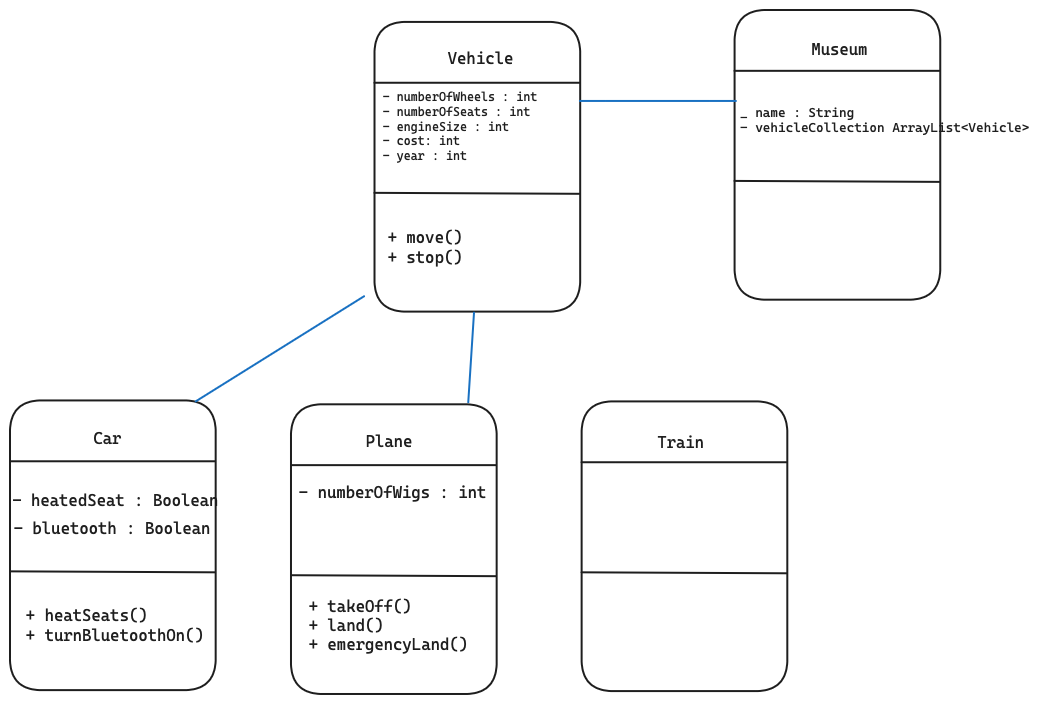 Vehicle
- numberOfWheels : int
- numberOfSeats : int
- engineSize : int
- cost: int
- year : int
+ move()
+ stop()
Museum
- name : String
- vehicleCollection ArrayList<Vehicle>
Car
- heatedSeat : Boolean
- bluetooth : Boolean
+ heatSeats()
+ turnBluetoothOn()
Plane
- numberOfWigs : int
+ takeOff()
+ land()
+ emergencyLand()
Train